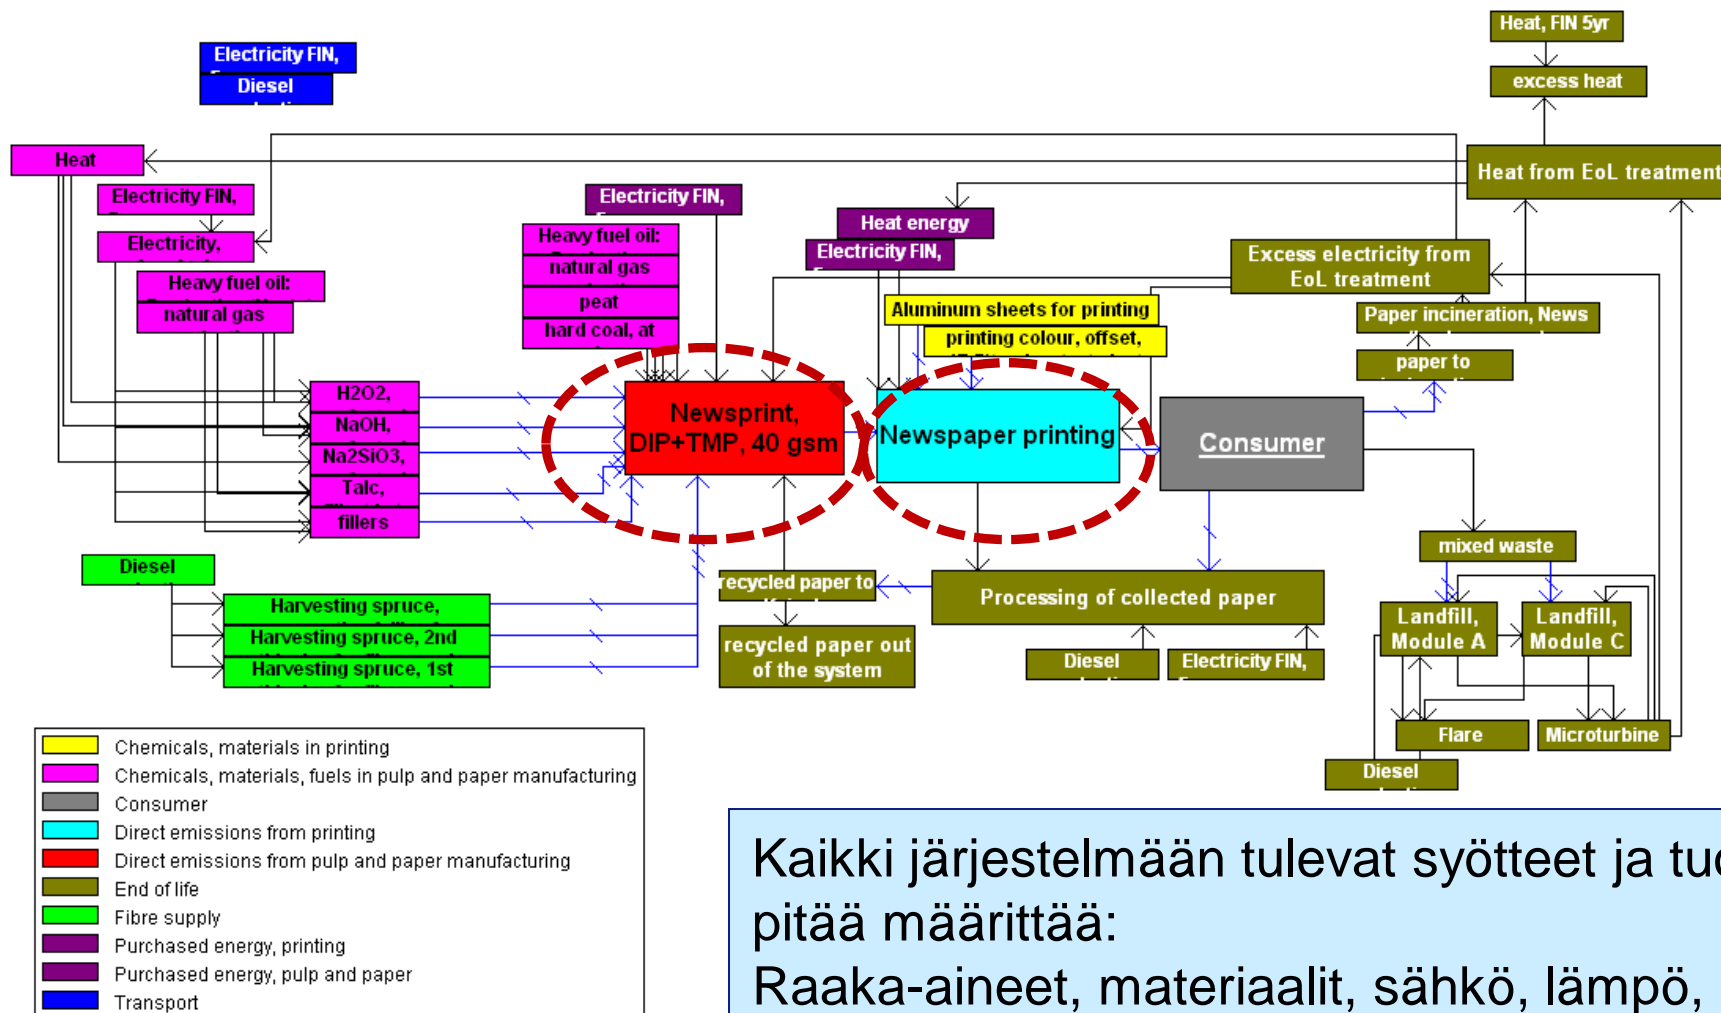 Heat, FIN 5yr
Electricity FIN,
Diesel
excess heat
Heat
Heat from EoL treatment
Electricity FIN,
Electricity FIN,
Heat energy
Electricity,
Heavy fuel oil:
Electricity FIN,
Excess electricity from
EoL treatment
natural gas
Heavy fuel oil:
peat
Aluminum sheets for printing
natural gas
hard coal, at
printing colour, offset,
Paper incineration, News
paper to
H2O2,
NaOH,
Na2SiO3,
Talc,
fillers
Newsprint,
DIP+TMP, 40 gsm
Newspaper printing
Consumer
mixed waste
Diesel
recycled paper to
Processing of collected paper
Harvesting spruce,
Harvesting spruce, 2nd
Harvesting spruce, 1st
recycled paper out
of the system
Diesel
Electricity FIN,
Landfill,
Module A
Landfill,
Module C
Flare
Microturbine
Diesel
Chemicals, materials in printing
Chemicals, materials, fuels in pulp and paper manufacturing
Consumer
Direct emissions from printing
Direct emissions from pulp and paper manufacturing
End of life
Fibre supply
Purchased energy, printing
Purchased energy, pulp and paper
Transport
Kaikki järjestelmään tulevat syötteet ja
pitää määrittää:
Raaka-aineet, materiaalit, sähkö, lämpö,